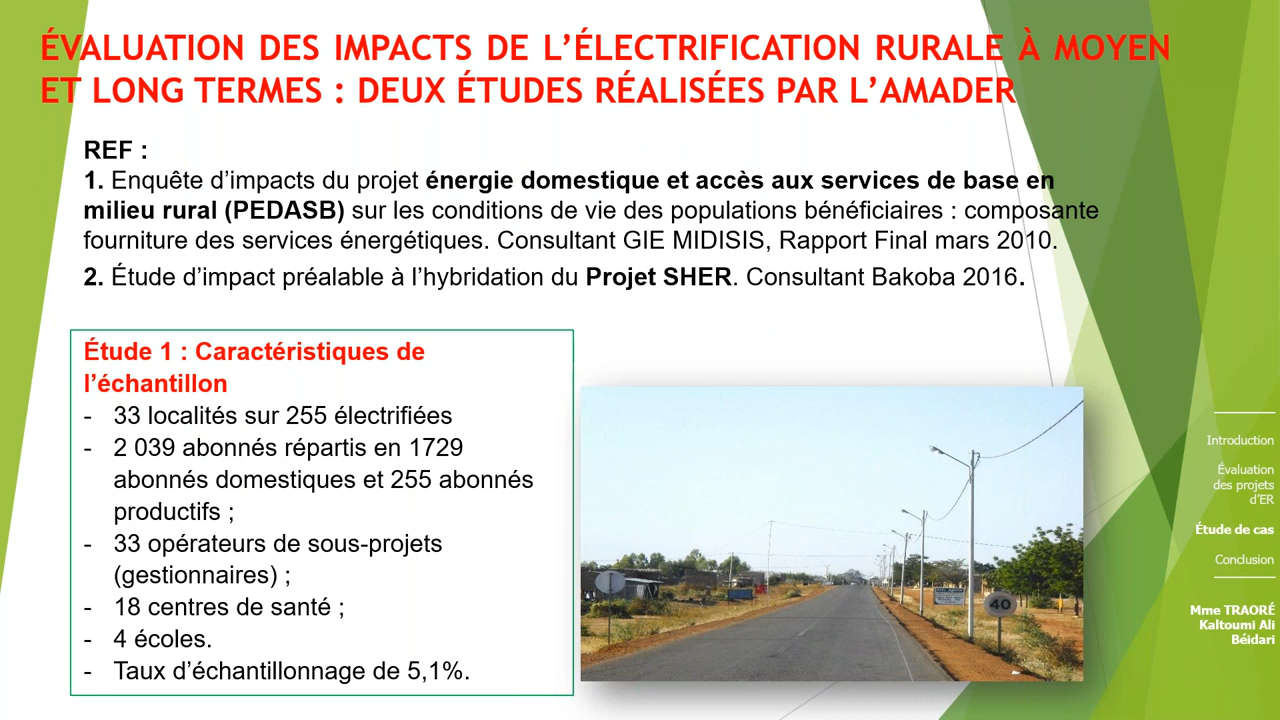 ÉVALUATION DES IMPACTS DE L’ÉLECTRIFICATION RURALE À MOYEN
ET LONG TERMES : DEUX ÉTUDES RÉALISÉES PAR L’AMADER
REF :
1. Enquête d’impacts du projet énergie domestique et accès aux services de base en
milieu rural (PEDASB) sur les conditions de vie des populations bénéficiaires : composante
fourniture des services énergétiques. Consultant GIE MIDISIS, Rapport Final mars 2010.
2. Étude d’impact préalable à l’hybridation du Projet SHER. Consultant Bakoba 2016.
Étude 1 : Caractéristiques de
l’échantillon
- 33 localités sur 255 électrifiées
- 2 039 abonnés répartis en 1729
abonnés domestiques et 255 abonnés
productifs ;
- 33 opérateurs de sous-projets
(gestionnaires) ;
- 18 centres de santé ;
- 4 écoles.
- Taux d’échantillonnage de 5,1%.
40
Introduction
Évaluation
des projets
d’ER
Étude de cas
Conclusion
Mme TRAORÉ
Kaltoumi Ali
Béidari